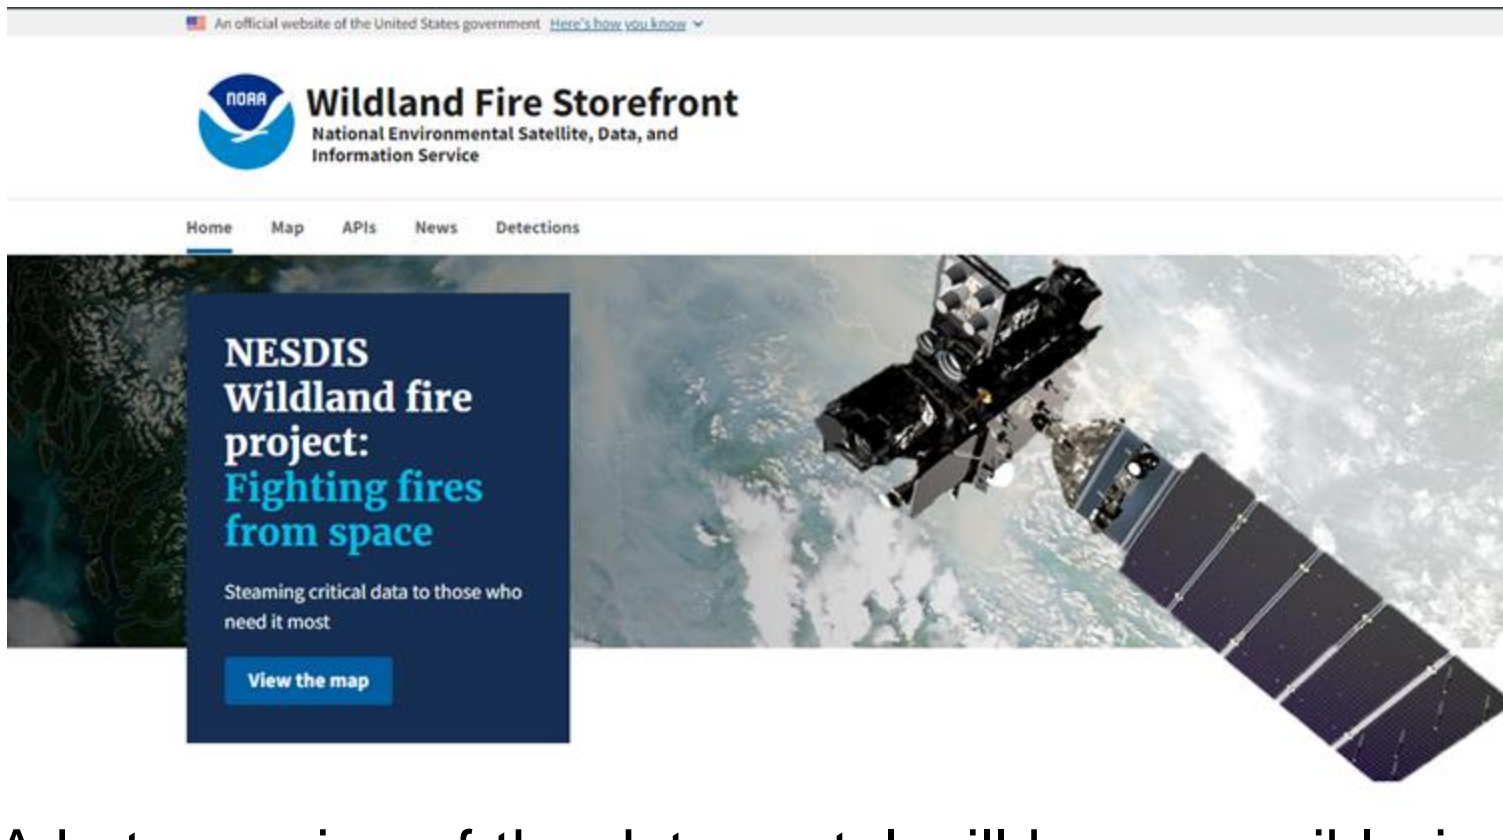 An official website of the United States government Here's how you know
NOAA
Wildland Fire Storefront
National Environmental Satellite, Data, and
Information Service
Home Map APIs News Detections
NESDIS
Wildland fire
project:
Fighting fires
from space
Steaming critical data to those who
need it most
View the map